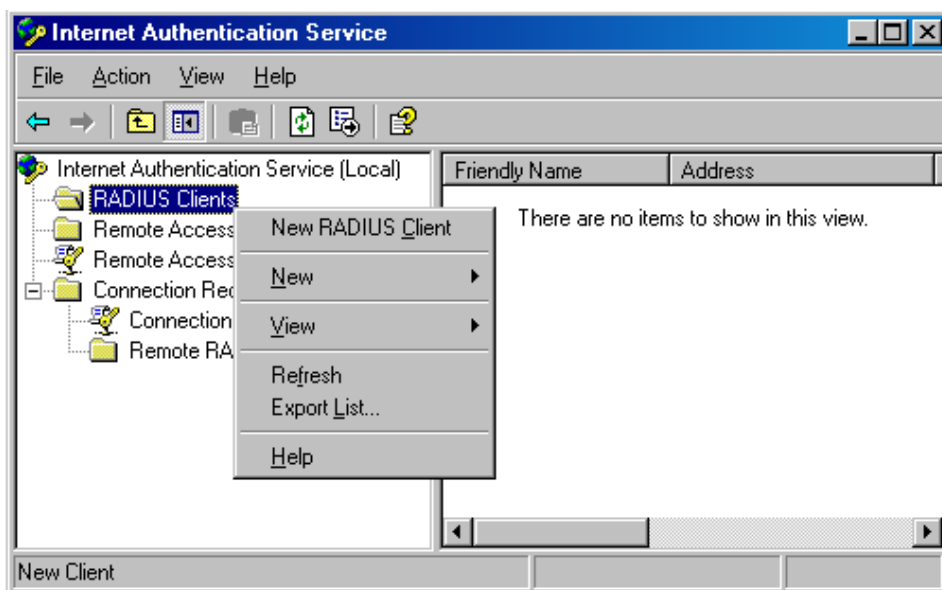 Internet Authentication Service
File Action View Help
Internet Authentication Service (Local)
RADIUS Clients
Remote Access
Remote Access
Connection Rec
Connection
Remote RA
New RADIUS Client
New
View
Refresh
Export List...
Help
Friendly Name Address
There are no items to show in this view.
New Client